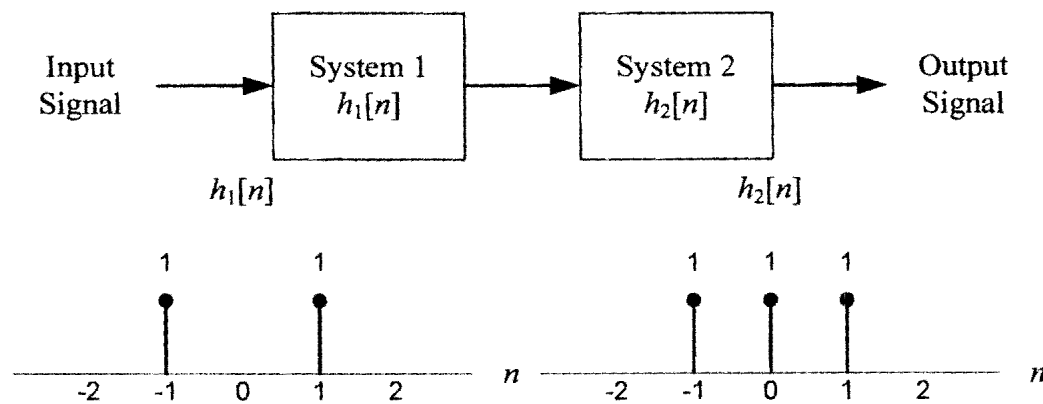 Input
Signal
System 1
h₁[n]
System 2
h₂[n]
Output
Signal
h₁[n]
h₂[n]
1 1
-2 -1 0 1 2 n
1 1 1
-2 -1 0 1 2 n